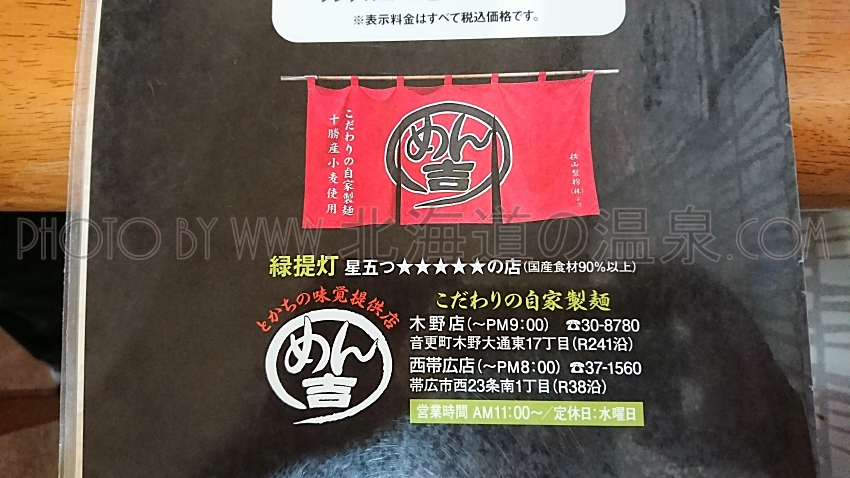 ※表示料金はすべて税込価格です。
こだわりの自家製麺
十勝産小麦使用
めん吉
横山製粉(株)より
PHOTO BY WWW.北海道の温泉.COM
緑提灯 星五つ★★★★★の店(国産食材90%以上)
とかちの味覚提供店
めん吉
こだわりの自家製麺
木野店(〜PM9:00) ☎30-8780
音更町木野大通東17丁目(R241沿)
西帯広店(〜PM8:00) ☎37-1560
帯広市西23条南1丁目(R38沿)
営業時間 AM11:00〜/定休日:水曜日